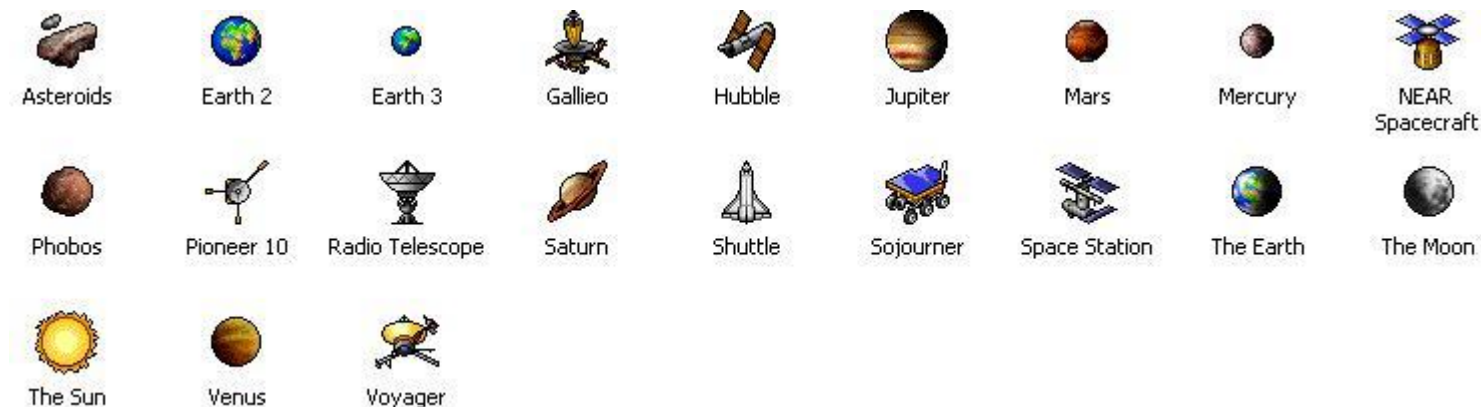 Asteroids Earth 2 Earth 3 Gallieo Hubble Jupiter Mars Mercury NEAR
Spacecraft
Phobos Pioneer 10 Radio Telescope Saturn Shuttle Sojourner Space Station The Earth The Moon
The Sun Venus Voyager